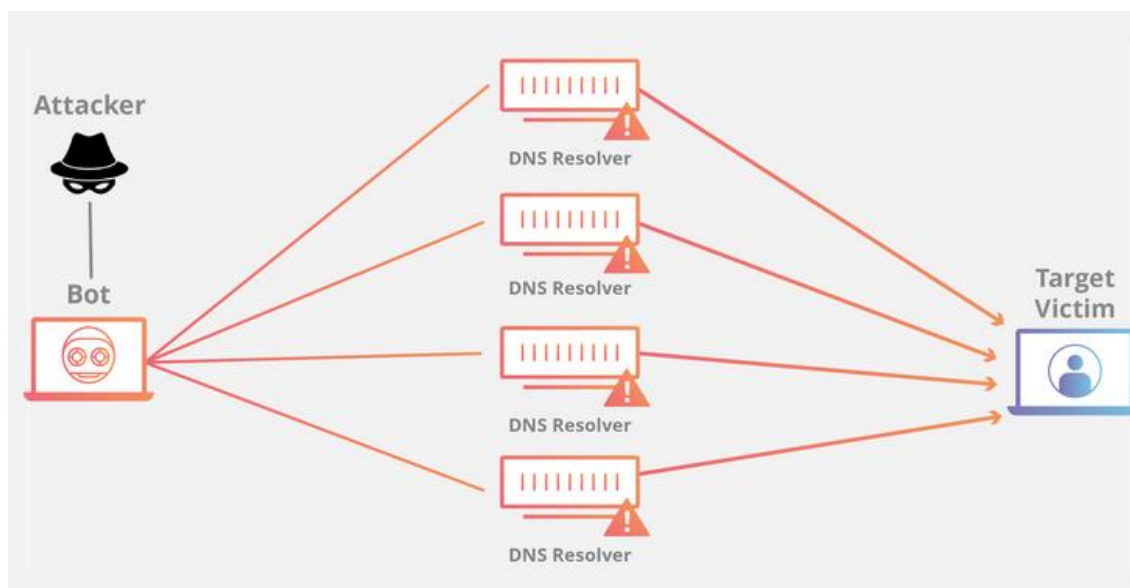 Attacker
Bot
DNS Resolver
DNS Resolver
DNS Resolver
DNS Resolver
Target
Victim